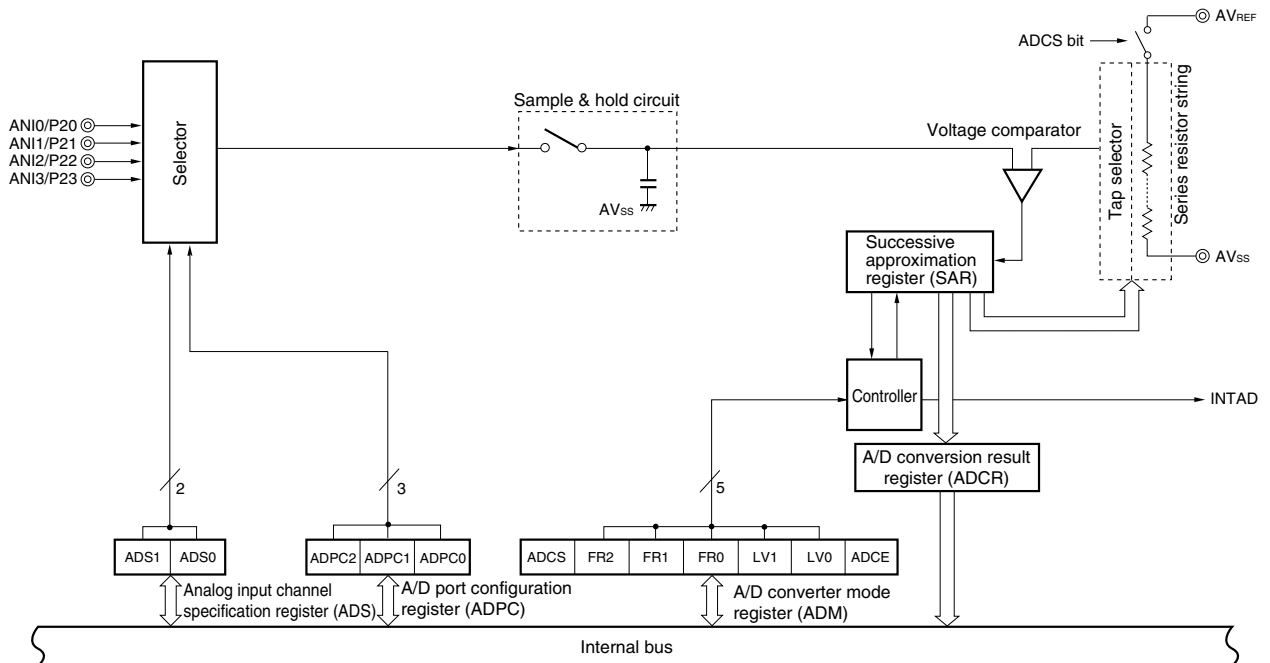 AVREF
ADCS bit
Sample & hold circuit
ANI0/P20
ANI1/P21
ANI2/P22
ANI3/P23
Selector
Voltage comparator
Tap selector
Series resistor string
AVSS
AVSS
Successive
approximation
register (SAR)
Controller
INTAD
A/D conversion result
register (ADCR)
2
3
5
ADS1 ADS0
ADPC2 ADPC1 ADPC0
ADCS FR2 FR1 FR0 LV1 LV0 ADCE
Analog input channel
specification register (ADS)
A/D port configuration
register (ADPC)
A/D converter mode
register (ADM)
Internal bus